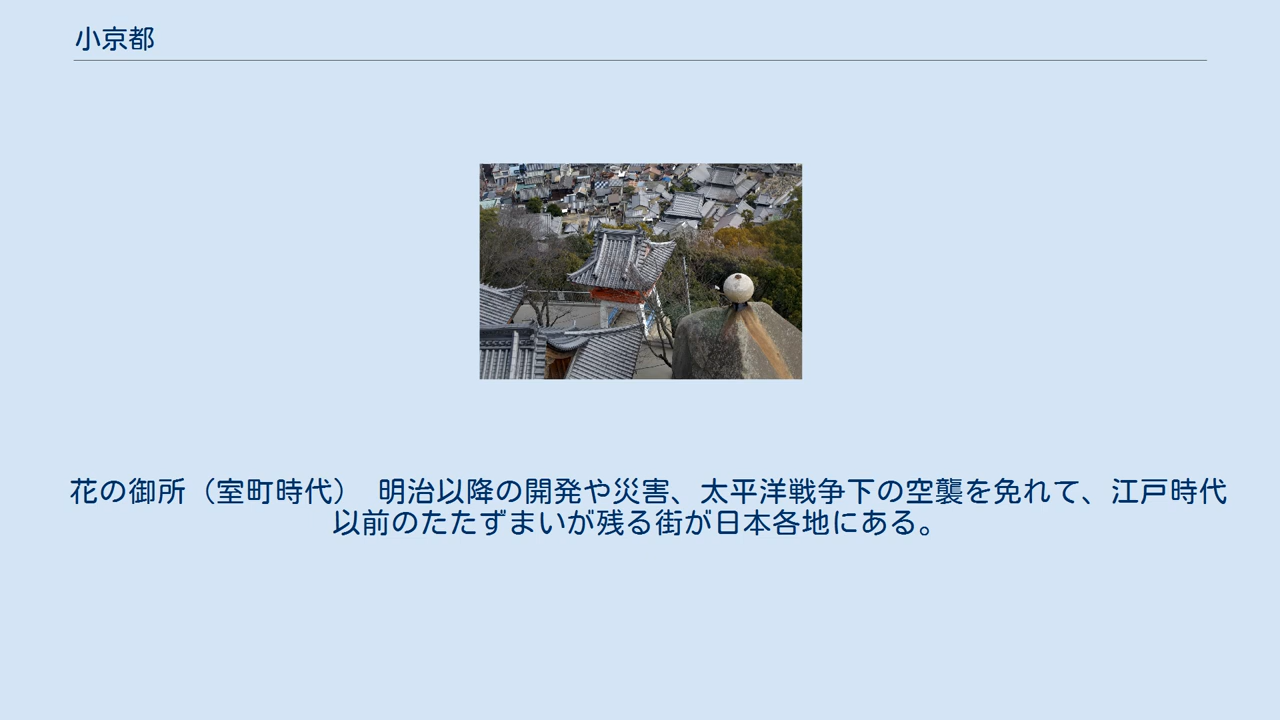 小京都
花の御所（室町時代）　明治以降の開発や災害、太平洋戦争下の空襲を免れて、江戸時代
以前のたたずまいが残る街が日本各地にある。